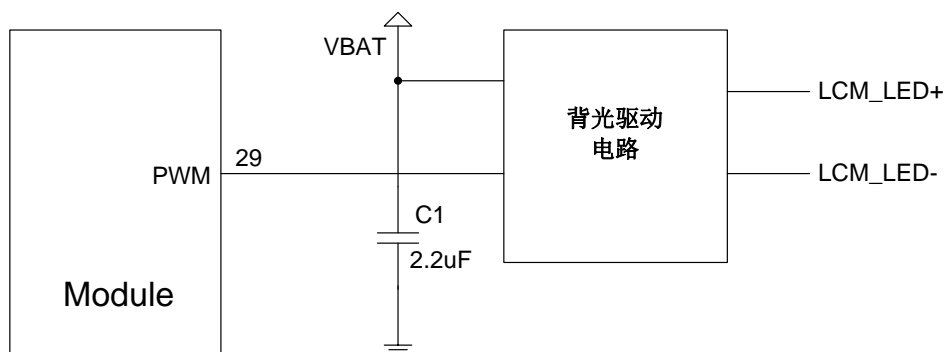 VBAT
背光驱动
电路
LCM_LED+
29
PWM
LCM_LED-
C1
2.2uF
Module